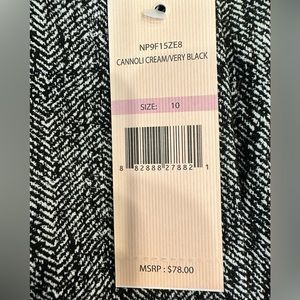 NP9F15ZE8
CANNOLI CREAM/VERY BLACK
SIZE: 10
8 82888 27882 1
MSRP : $78.00